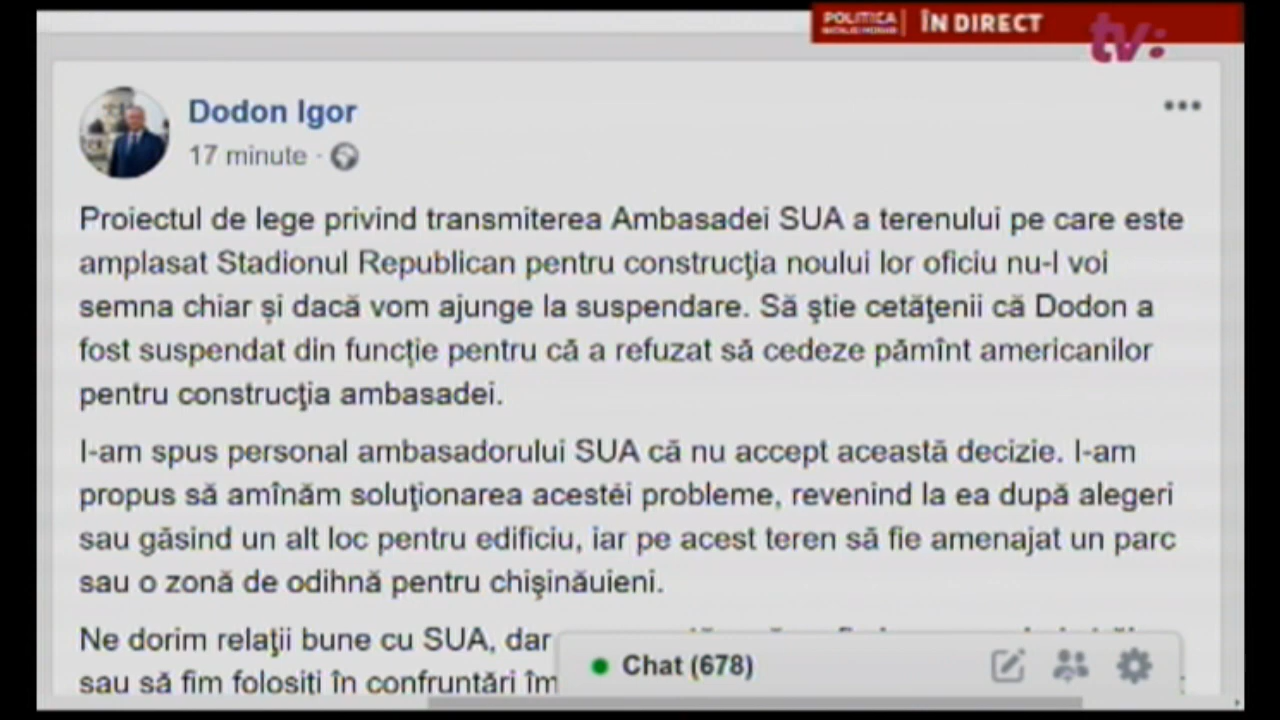 POLITICA
NATALIEI MORARI
ÎN DIRECT
tv:
Dodon Igor
17 minute ·
Proiectul de lege privind transmiterea Ambasadei SUA a terenului pe care este
amplasat Stadionul Republican pentru construcţia noului lor oficiu nu-l voi
semna chiar și dacă vom ajunge la suspendare. Să ştie cetăţenii că Dodon a
fost suspendat din funcţie pentru că a refuzat să cedeze pămînt americanilor
pentru construcţia ambasadei.
I-am spus personal ambasadorului SUA că nu accept această decizie. I-am
propus să amînăm soluţionarea acestei probleme, revenind la ea după alegeri
sau găsind un alt loc pentru edificiu, iar pe acest teren să fie amenajat un parc
sau o zonă de odihnă pentru chişinăuieni.
Ne dorim relaţii bune cu SUA, dar
sau să fim folosiţi în confruntări îm
Chat (678)